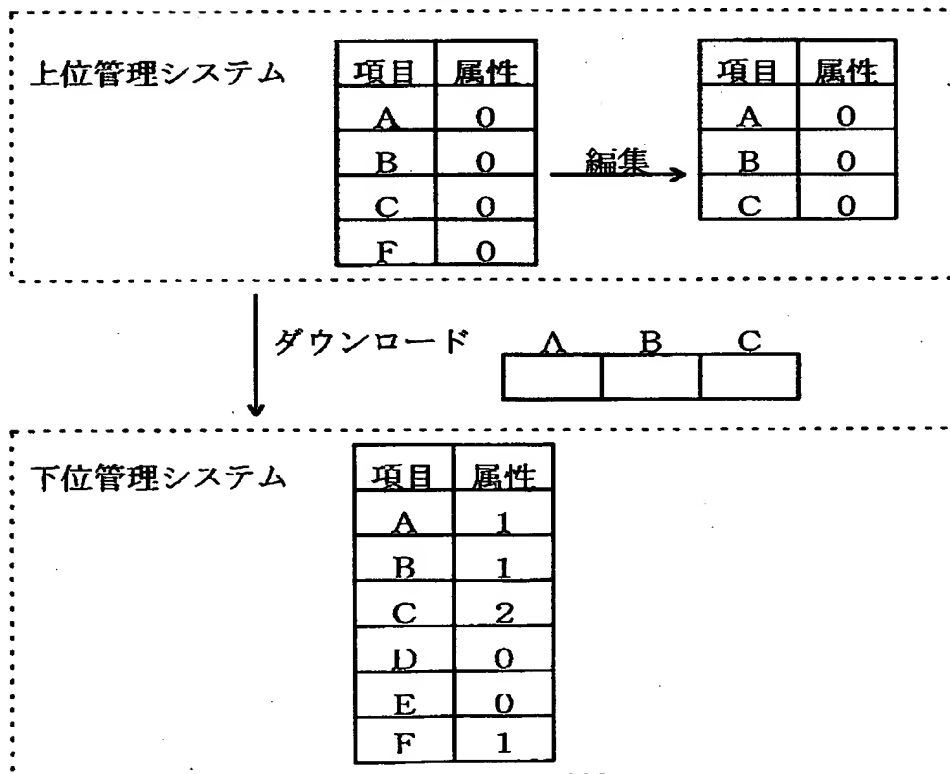 上位管理システム
項目 属性
A 0
B 0
C 0
F 0
編集
項目 属性
A 0
B 0
C 0
ダウンロード
A B C
下位管理システム
項目 属性
A 1
B 1
C 2
D 0
E 0
F 1